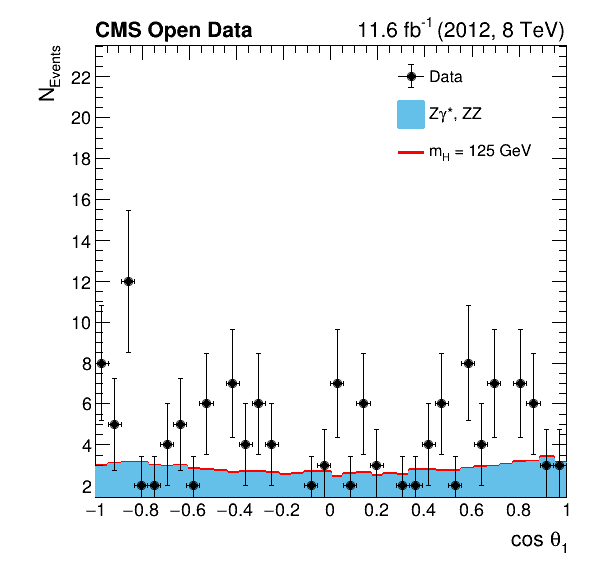 CMS Open Data
11.6 fb⁻¹ (2012, 8 TeV)
N_Events
Data
Zγ*, ZZ
m_H = 125 GeV
22
20
18
16
14
12
10
8
6
4
2
−1 −0.8 −0.6 −0.4 −0.2 0 0.2 0.4 0.6 0.8 1
cos θ₁